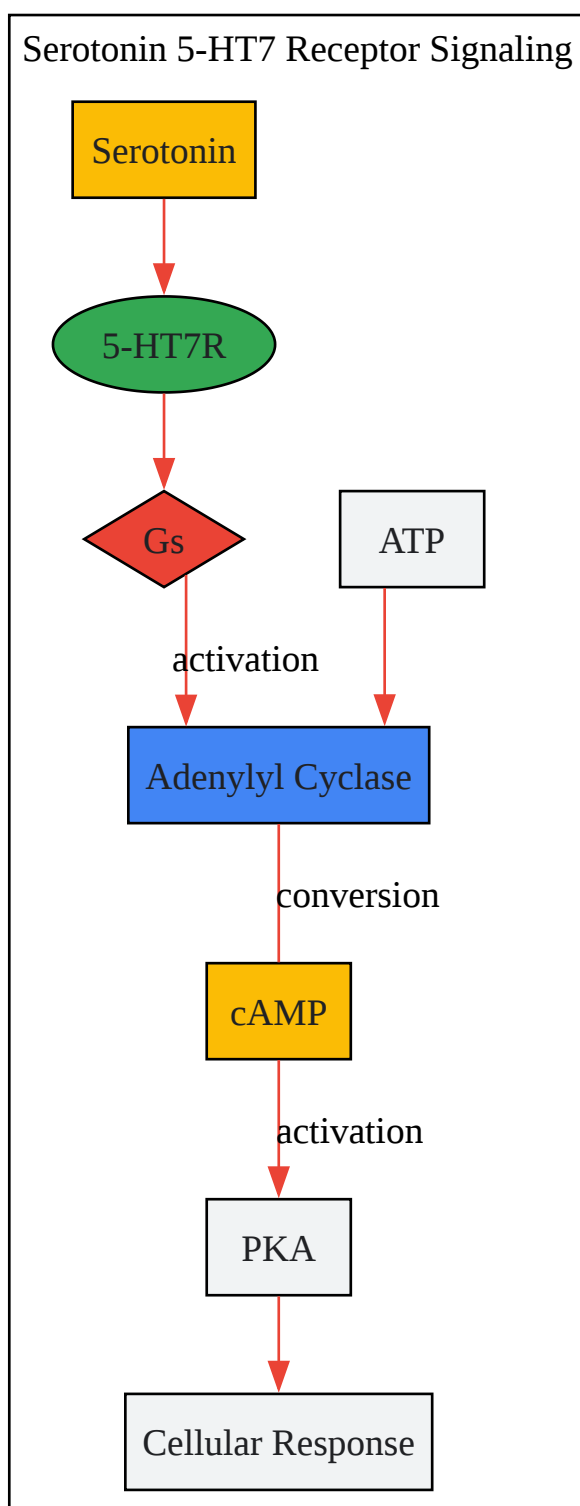 Serotonin 5-HT7 Receptor Signaling
Serotonin
5-HT7R
Gs
ATP
activation
Adenylyl Cyclase
conversion
cAMP
activation
PKA
Cellular Response